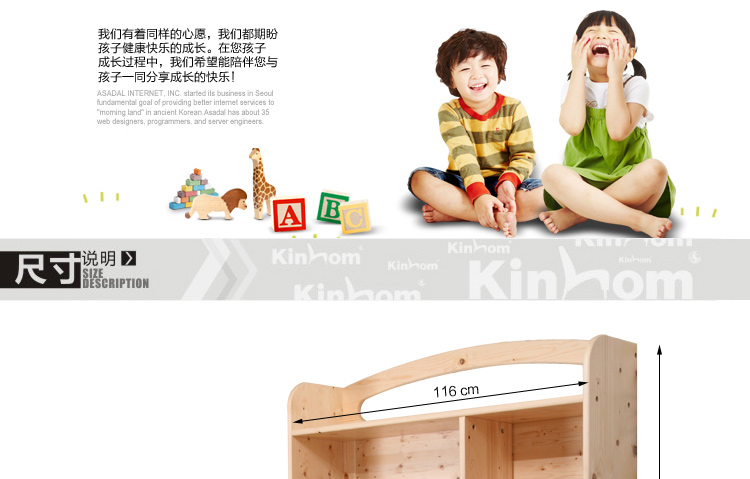 我们有着同样的心愿，我们都期盼
孩子健康快乐的成长。在您孩子
成长过程中，我们希望能陪伴您与
孩子一同分享成长的快乐！
ASADAL INTERNET, INC. started its business in Seoul
fundamental goal of providing better internet services to
"morning land" in ancient Korean.Asadal has about 35
web designers, programmers, and server engineers.
A B C
尺寸 说明
SIZE
DESCRIPTION
Kinhom
Kinhom
Kinhom
Kinhom
Kinhom
Kinhom
116 cm